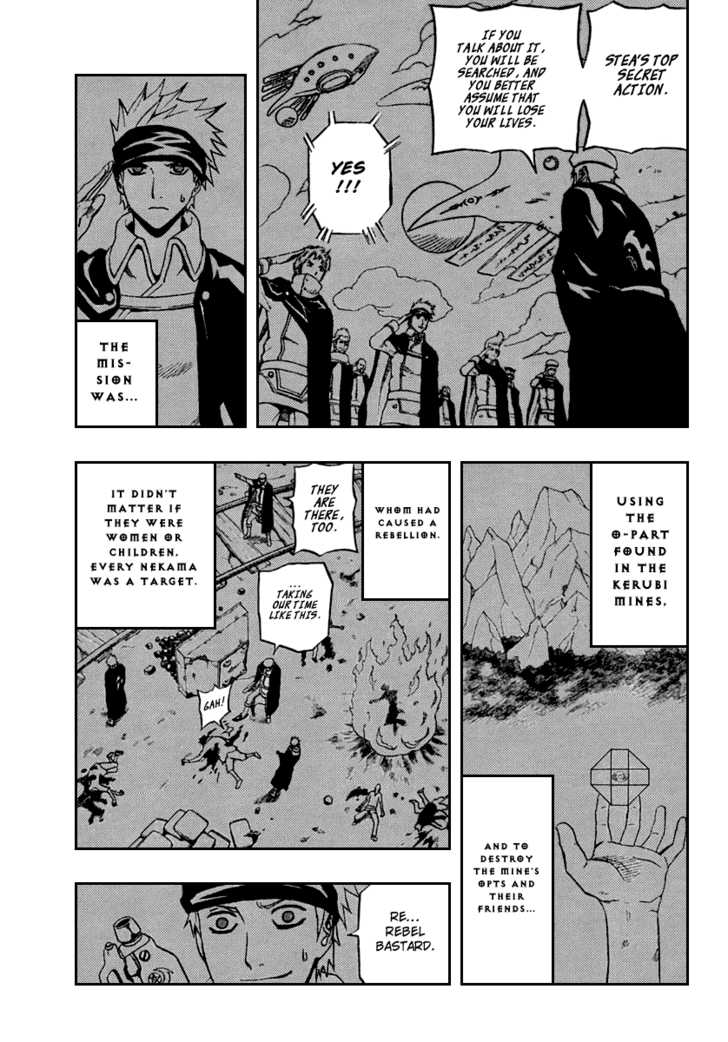 STEA'S TOP
SECRET
ACTION.
IF YOU
TALK ABOUT IT,
YOU WILL BE
SEARCHED, AND
YOU BETTER
ASSUME THAT
YOU WILL LOSE
YOUR LIVES.
YES
!!!
THE
MIS-
SION
WAS...
USING
THE
O-PART
FOUND
IN THE
KERUBI
MINES,
AND TO
DESTROY
THE MINE'S
OPTS AND
THEIR
FRIENDS...
WHOM HAD
CAUSED A
REBELLION.
THEY
ARE
THERE,
TOO.
IT DIDN'T
MATTER IF
THEY WERE
WOMEN OR
CHILDREN.
EVERY NEKAMA
WAS A TARGET.
...
TAKING
OUR TIME
LIKE THIS.
GAH!
RE...
REBEL
BASTARD.